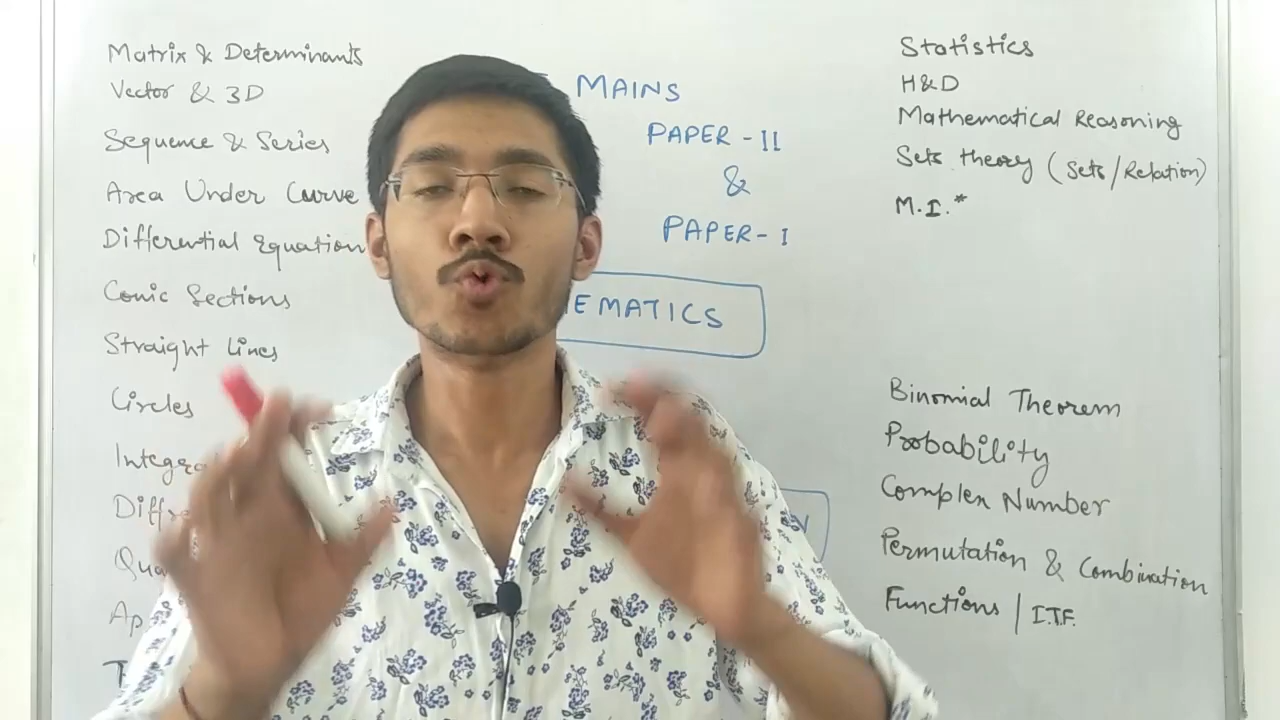 Matrix & Determinants
Vector & 3D
Sequence & Series
Area Under Curve
Differential Equation
Conic Sections
Straight Lines
Circles
MAINS
PAPER - II
&
PAPER - I
EMATICS
Statistics
H&D
Mathematical Reasoning
Sets theory (Sets/Relation)
M.I.*
Binomial Theorem
Probability
Complex Number
Permutation & Combination
Functions / I.T.F.